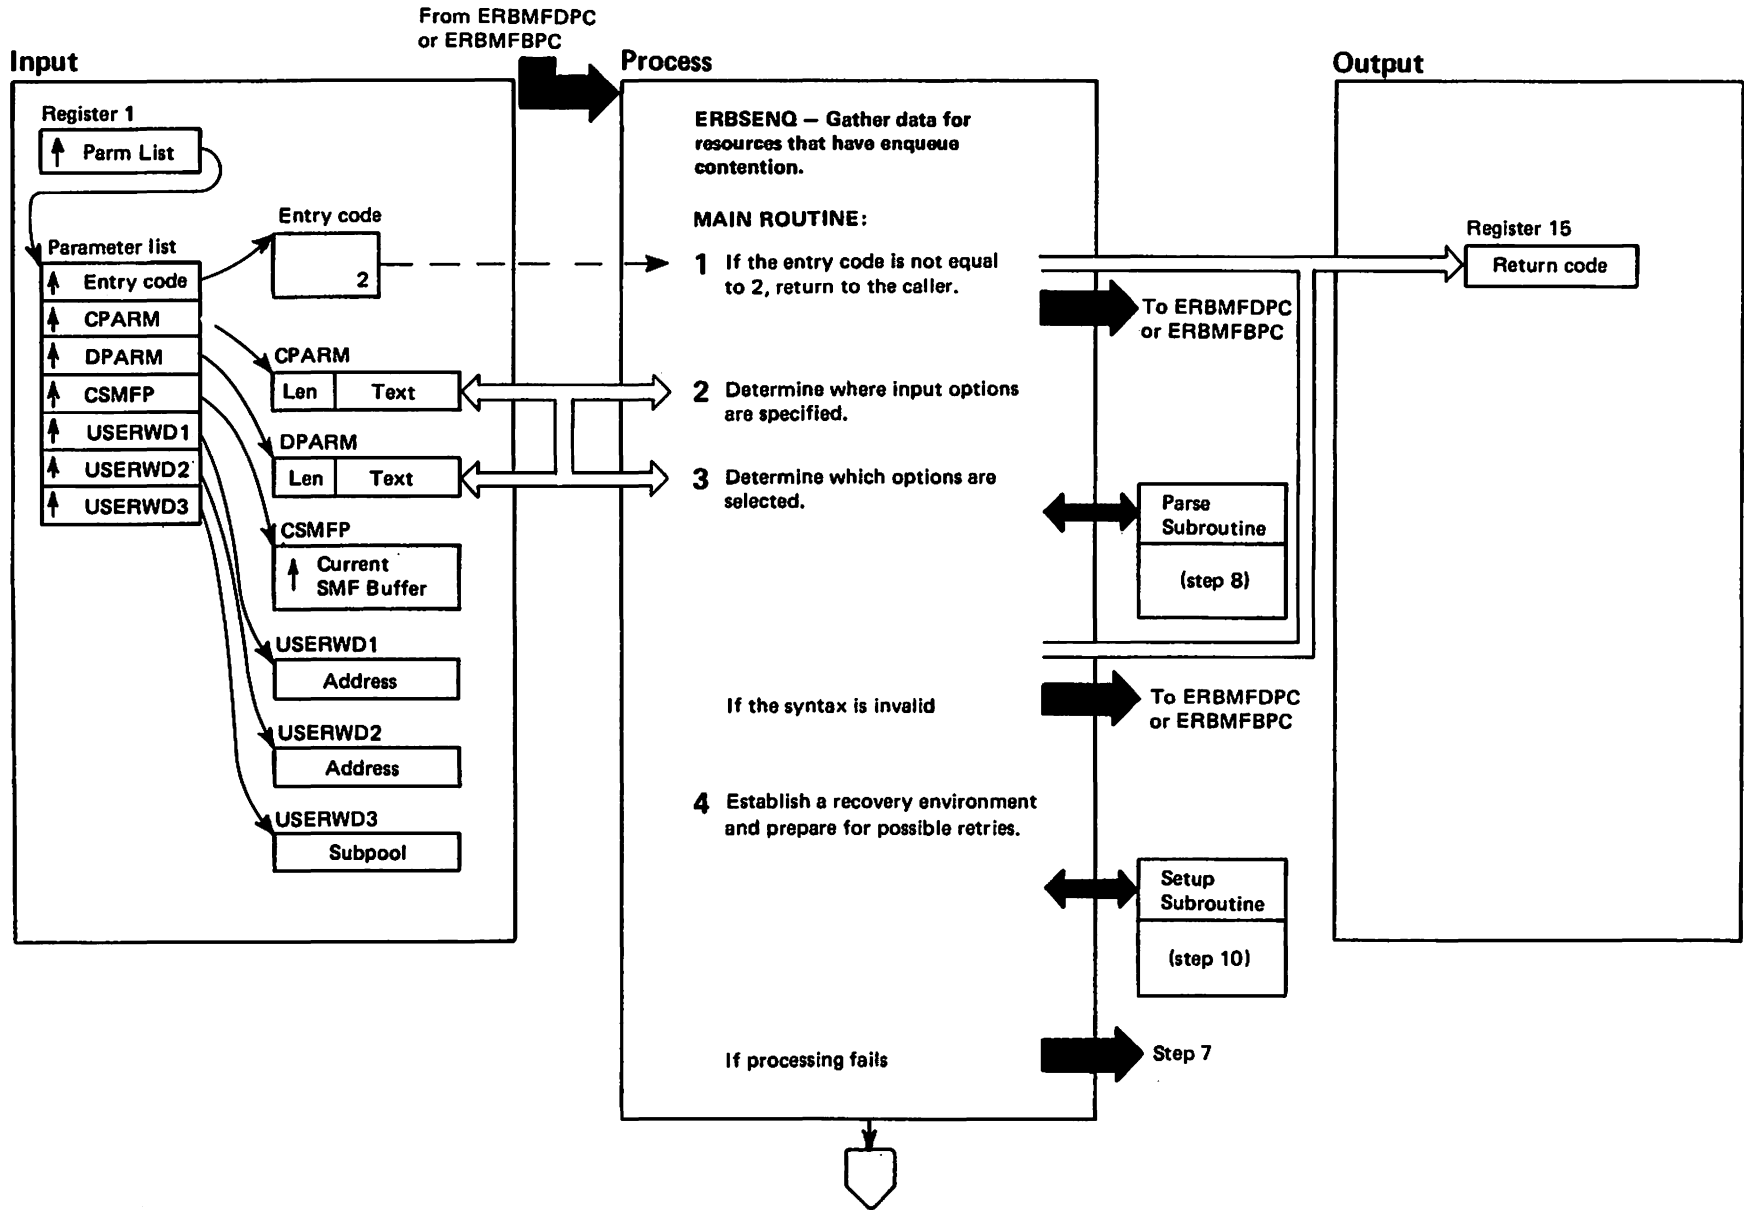 From ERBMFDPC
or ERBMFBPC
Input
Process
Output
Register 1
Parm List
Entry code
2
Parameter list
Entry code
CPARM
DPARM
CSMFP
USERWD1
USERWD2
USERWD3
CPARM
Len
Text
DPARM
Len
Text
CSMFP
Current
SMF Buffer
USERWD1
Address
USERWD2
Address
USERWD3
Subpool
ERBSENQ — Gather data for
resources that have enqueue
contention.
MAIN ROUTINE:
1 If the entry code is not equal
to 2, return to the caller.
To ERBMFDPC
or ERBMFBPC
2 Determine where input options
are specified.
3 Determine which options are
selected.
Parse
Subroutine
(step 8)
If the syntax is invalid
To ERBMFDPC
or ERBMFBPC
4 Establish a recovery environment
and prepare for possible retries.
Setup
Subroutine
(step 10)
If processing fails
Step 7
Register 15
Return code